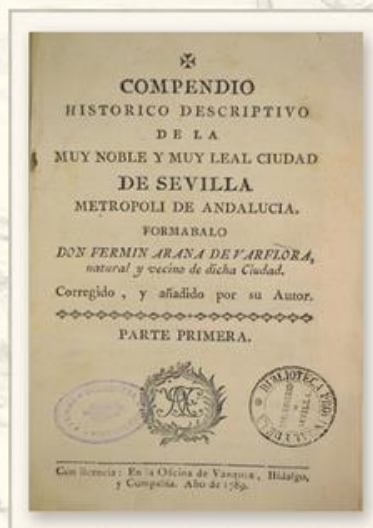 COMPENDIO
HISTORICO DESCRIPTIVO
DE LA
MUY NOBLE Y MUY LEAL CIUDAD
DE SEVILLA
METROPOLI DE ANDALUCIA.
FORMABALO
DON FERMIN ARANA DE VARFLORA,
natural y vecino de dicha Ciudad.
Corregido, y añadido por su Autor.
PARTE PRIMERA.
BIBLIOTECA
SEVILLA
Con licencia: En la Oficina de Vazquez, Hidalgo,
y Compañia. Año de 1789.